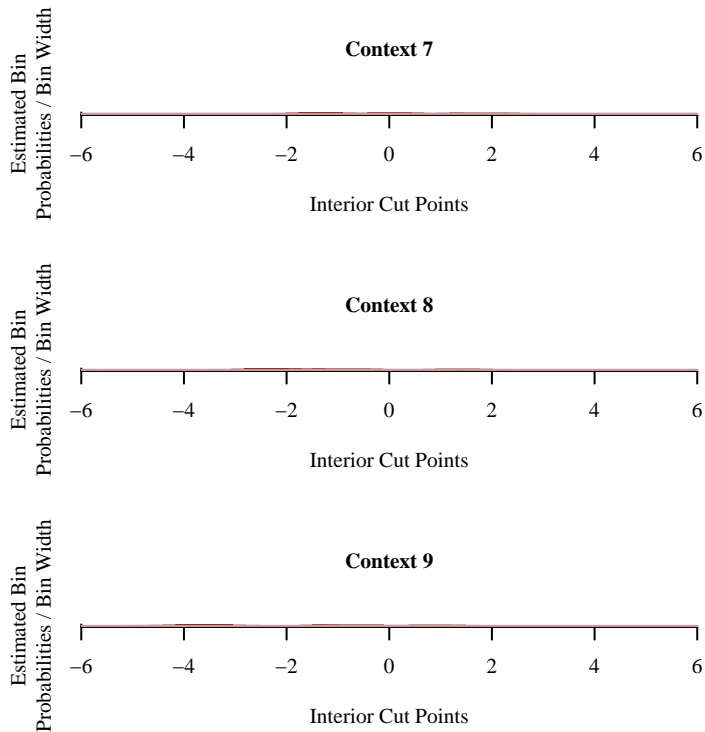 Context 7
Estimated Bin
Probabilities / Bin Width
−6 −4 −2 0 2 4 6
Interior Cut Points
Context 8
Estimated Bin
Probabilities / Bin Width
−6 −4 −2 0 2 4 6
Interior Cut Points
Context 9
Estimated Bin
Probabilities / Bin Width
−6 −4 −2 0 2 4 6
Interior Cut Points